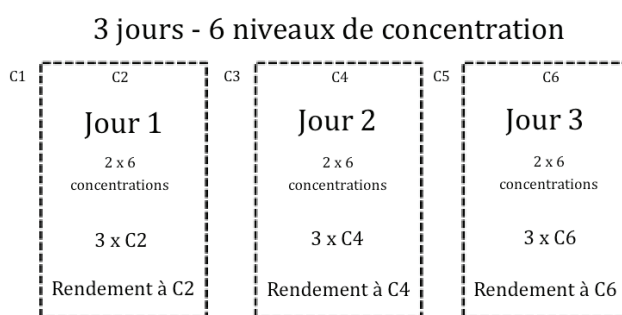 3 jours - 6 niveaux de concentration
C1 C2 C3 C4 C5 C6
Jour 1 Jour 2 Jour 3
2 x 6 2 x 6 2 x 6
concentrations concentrations concentrations
3 x C2 3 x C4 3 x C6
Rendement à C2 Rendement à C4 Rendement à C6